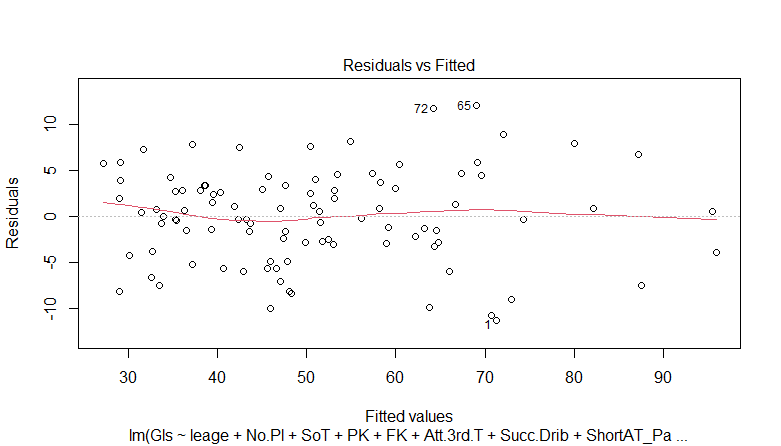 Residuals vs Fitted
Residuals
10
5
0
-5
-10
72
65
1
30 40 50 60 70 80 90
Fitted values
lm(Gls ~ leage + No.Pl + SoT + PK + FK + Att.3rd.T + Succ.Drib + ShortAT_Pa ...